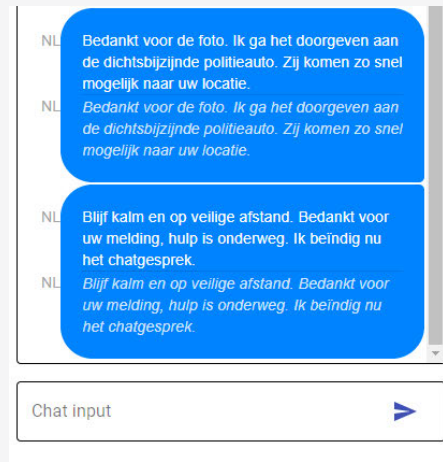 NL
Bedankt voor de foto. Ik ga het doorgeven aan
de dichtsbijzijnde politieauto. Zij komen zo snel
mogelijk naar uw locatie.
NL
Bedankt voor de foto. Ik ga het doorgeven aan
de dichtsbijzijnde politieauto. Zij komen zo snel
mogelijk naar uw locatie.
NL
Blijf kalm en op veilige afstand. Bedankt voor
uw melding, hulp is onderweg. Ik beïndig nu
het chatgesprek.
NL
Blijf kalm en op veilige afstand. Bedankt voor
uw melding, hulp is onderweg. Ik beïndig nu
het chatgesprek.
Chat input